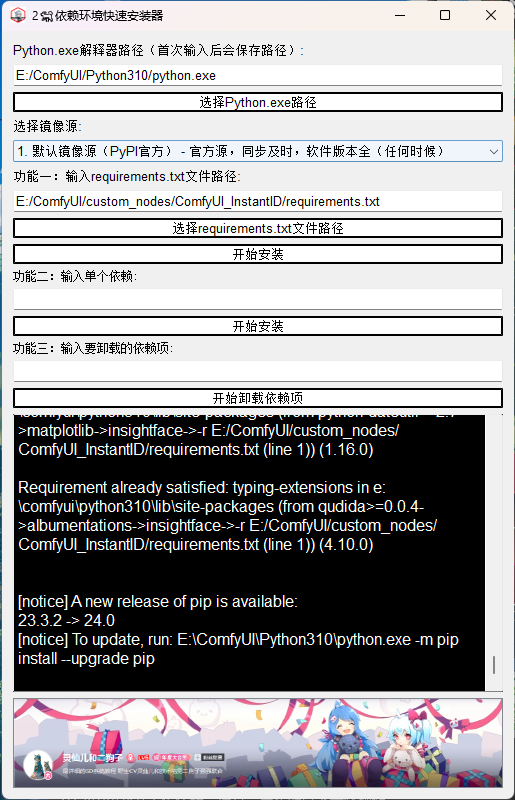 依赖环境快速安装器
Python.exe解释器路径（首次输入后会保存路径）:
E:/ComfyUI/Python310/python.exe
选择Python.exe路径
选择镜像源:
1. 默认镜像源（PyPI官方） - 官方源，同步及时，软件版本全（任何时候）
功能一：输入requirements.txt文件路径:
E:/ComfyUI/custom_nodes/ComfyUI_InstantID/requirements.txt
选择requirements.txt文件路径
开始安装
功能二：输入单个依赖:
开始安装
功能三：输入要卸载的依赖项:
开始卸载依赖项
>matplotlib->insightface->-r E:/ComfyUI/custom_nodes/
ComfyUI_InstantID/requirements.txt (line 1)) (1.16.0)
Requirement already satisfied: typing-extensions in e:
\comfyui\python310\lib\site-packages (from qudida>=0.0.4-
>albumentations->insightface->-r E:/ComfyUI/custom_nodes/
ComfyUI_InstantID/requirements.txt (line 1)) (4.10.0)
[notice] A new release of pip is available:
23.3.2 -> 24.0
[notice] To update, run: E:\ComfyUI\Python310\python.exe -m pip
install --upgrade pip
灵仙儿和二狗子